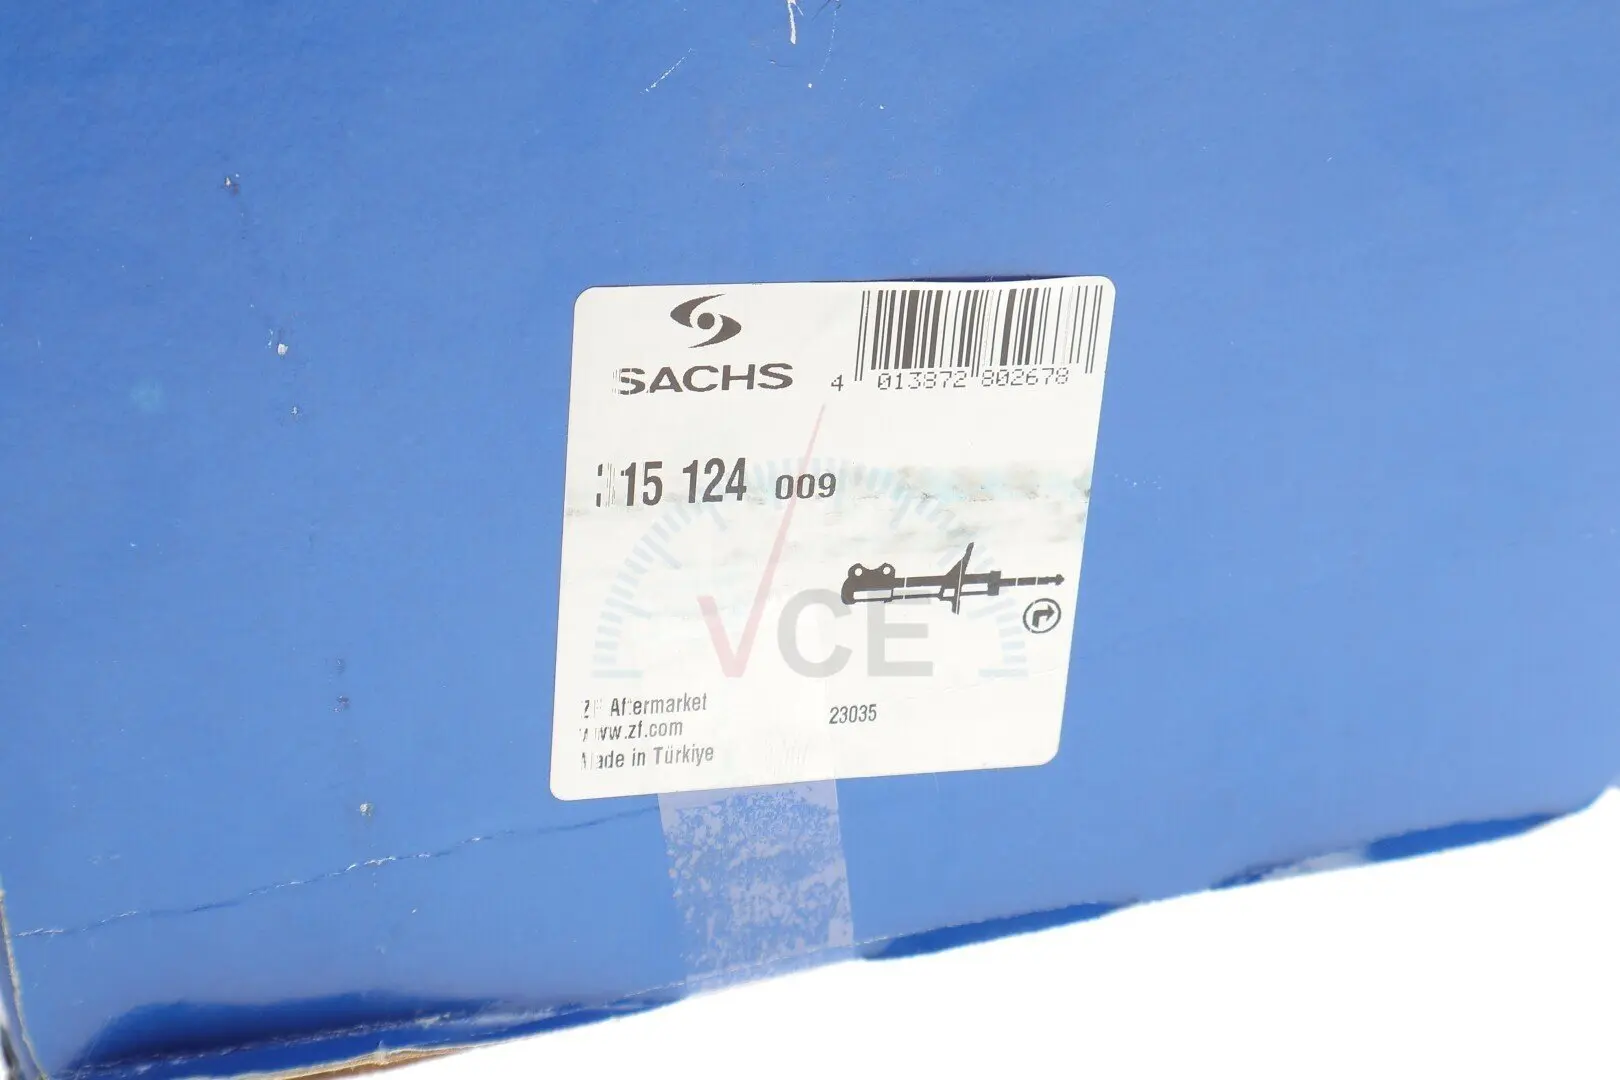 SACHS
4 013872 802678
315 124 009
VCE
ZF Aftermarket
www.zf.com
Made in Türkiye
23035